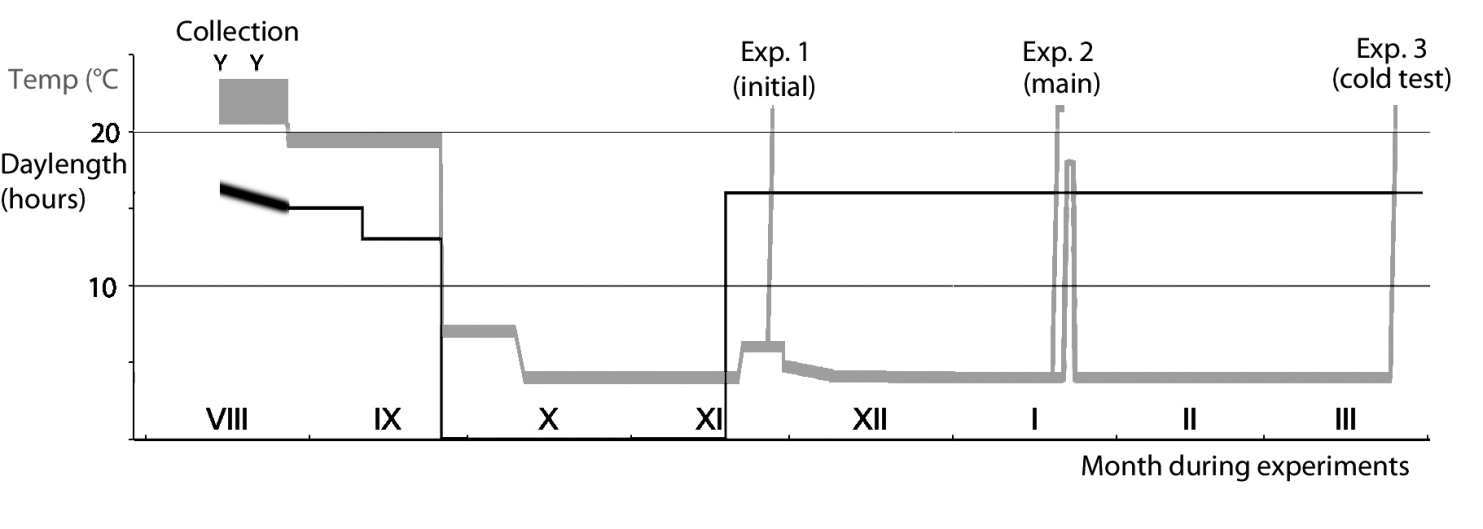 Collection
Y Y
Exp. 1
(initial)
Exp. 2
(main)
Exp. 3
(cold test)
Temp (°C
20
Daylength
(hours)
10
VIII IX X XI XII I II III
Month during experiments